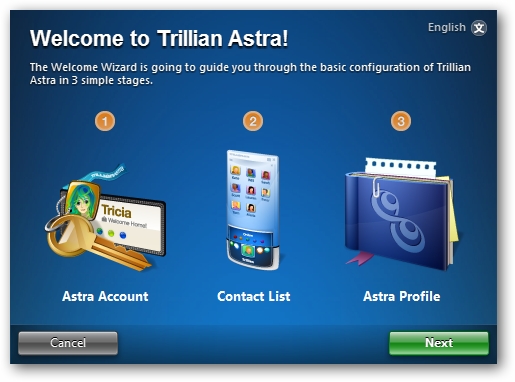 Welcome to Trillian Astra!
English
The Welcome Wizard is going to guide you through the basic configuration of Trillian
Astra in 3 simple stages.
1
2
3
Tricia
Welcome Home!
Online
Trillian
Astra Account
Contact List
Astra Profile
Cancel
Next